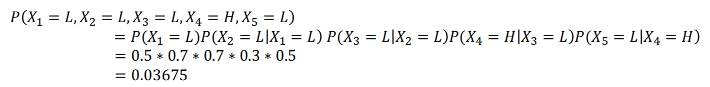 P(X₁ = L, X₂ = L, X₃ = L, X₄ = H, X₅ = L)
= P(X₁ = L)P(X₂ = L|X₁ = L) P(X₃ = L|X₂ = L)P(X₄ = H|X₃ = L)P(X₅ = L|X₄ = H)
= 0.5 * 0.7 * 0.7 * 0.3 * 0.5
= 0.03675